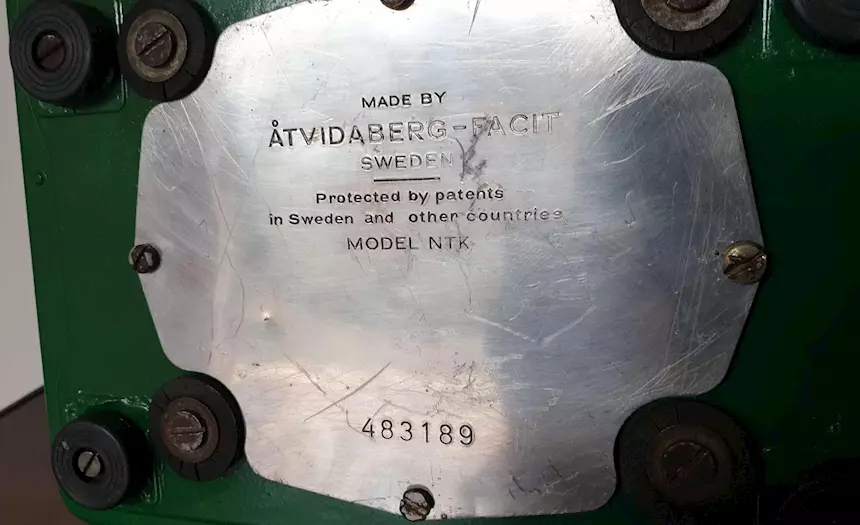 MADE BY
ÅTVIDABERG-FACIT
SWEDEN
Protected by patents
in Sweden and other countries
MODEL NTK
483189